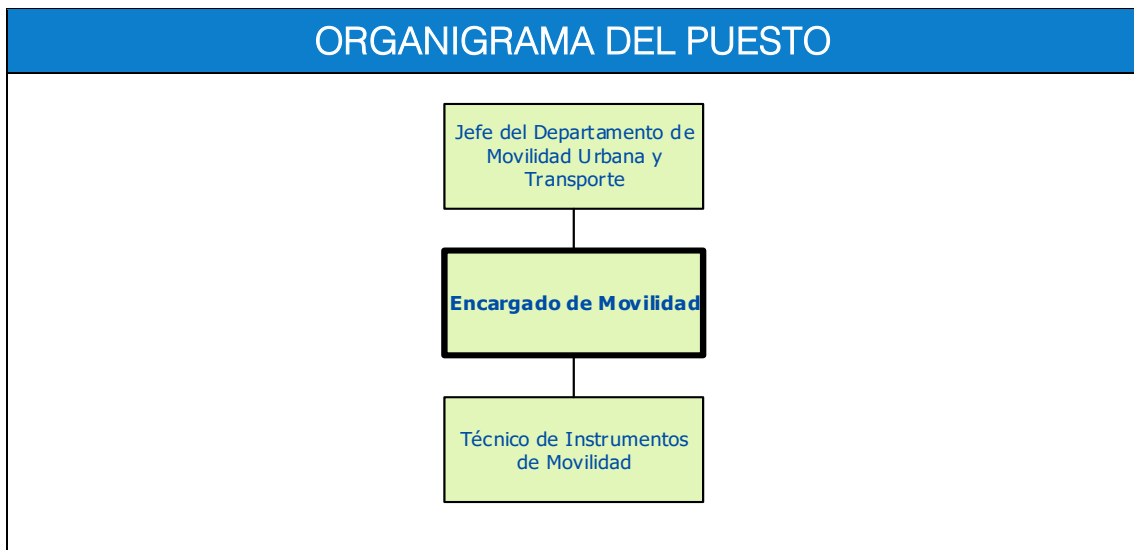 ORGANIGRAMA DEL PUESTO
Jefe del Departamento de
Movilidad Urbana y
Transporte
Encargado de Movilidad
Técnico de Instrumentos
de Movilidad